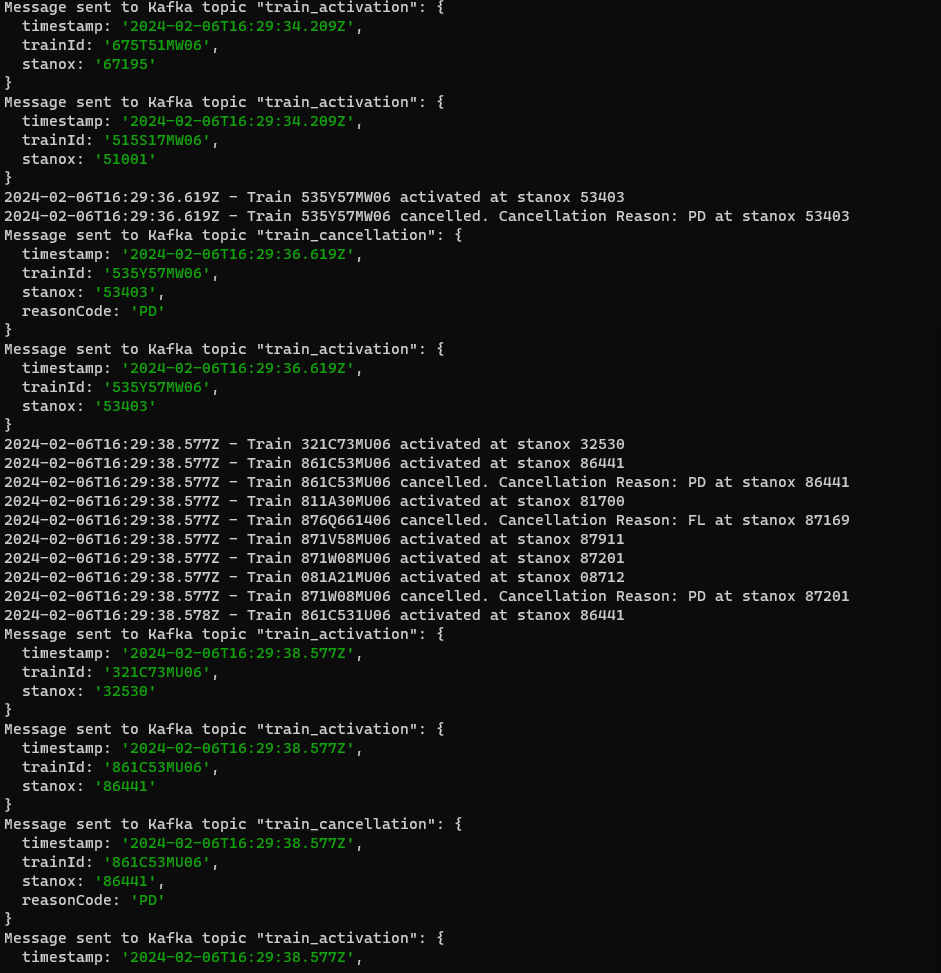 Message sent to Kafka topic "train_activation": {
  timestamp: '2024-02-06T16:29:34.209Z',
  trainId: '675T51MW06',
  stanox: '67195'
}
Message sent to Kafka topic "train_activation": {
  timestamp: '2024-02-06T16:29:34.209Z',
  trainId: '515S17MW06',
  stanox: '51001'
}
2024-02-06T16:29:36.619Z - Train 535Y57MW06 activated at stanox 53403
2024-02-06T16:29:36.619Z - Train 535Y57MW06 cancelled. Cancellation Reason: PD at stanox 53403
Message sent to Kafka topic "train_cancellation": {
  timestamp: '2024-02-06T16:29:36.619Z',
  trainId: '535Y57MW06',
  stanox: '53403',
  reasonCode: 'PD'
}
Message sent to Kafka topic "train_activation": {
  timestamp: '2024-02-06T16:29:36.619Z',
  trainId: '535Y57MW06',
  stanox: '53403'
}
2024-02-06T16:29:38.577Z - Train 321C73MU06 activated at stanox 32530
2024-02-06T16:29:38.577Z - Train 861C53MU06 activated at stanox 86441
2024-02-06T16:29:38.577Z - Train 861C53MU06 cancelled. Cancellation Reason: PD at stanox 86441
2024-02-06T16:29:38.577Z - Train 811A30MU06 activated at stanox 81700
2024-02-06T16:29:38.577Z - Train 876Q661406 cancelled. Cancellation Reason: FL at stanox 87169
2024-02-06T16:29:38.577Z - Train 871V58MU06 activated at stanox 87911
2024-02-06T16:29:38.577Z - Train 871W08MU06 activated at stanox 87201
2024-02-06T16:29:38.577Z - Train 081A21MU06 activated at stanox 08712
2024-02-06T16:29:38.577Z - Train 871W08MU06 cancelled. Cancellation Reason: PD at stanox 87201
2024-02-06T16:29:38.578Z - Train 861C531U06 activated at stanox 86441
Message sent to Kafka topic "train_activation": {
  timestamp: '2024-02-06T16:29:38.577Z',
  trainId: '321C73MU06',
  stanox: '32530'
}
Message sent to Kafka topic "train_activation": {
  timestamp: '2024-02-06T16:29:38.577Z',
  trainId: '861C53MU06',
  stanox: '86441'
}
Message sent to Kafka topic "train_cancellation": {
  timestamp: '2024-02-06T16:29:38.577Z',
  trainId: '861C53MU06',
  stanox: '86441',
  reasonCode: 'PD'
}
Message sent to Kafka topic "train_activation": {
  timestamp: '2024-02-06T16:29:38.577Z',